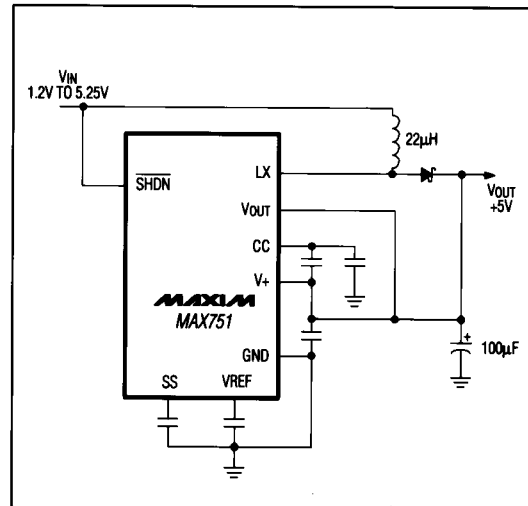 VIN
1.2V TO 5.25V
22µH
LX
SHDN
VOUT
+5V
VOUT
CC
V+
MAXIM
MAX751
GND
100µF
+
SS
VREF